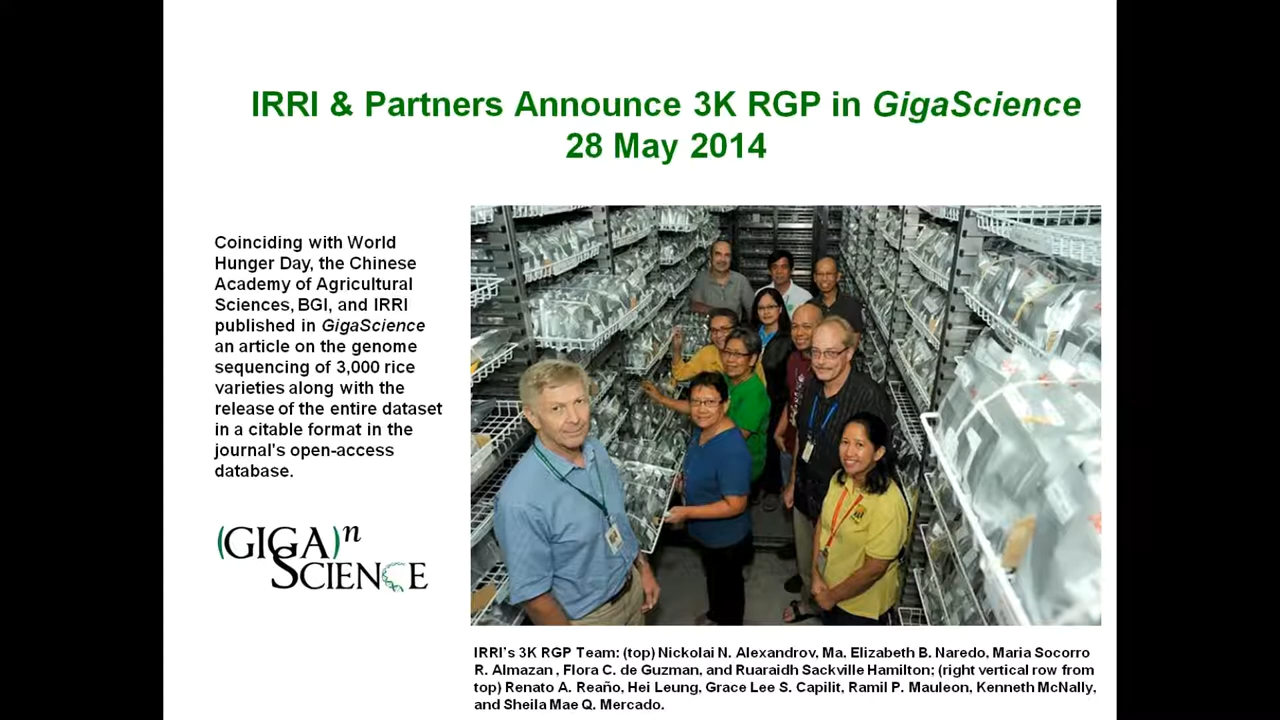 IRRI & Partners Announce 3K RGP in GigaScience
28 May 2014
Coinciding with World
Hunger Day, the Chinese
Academy of Agricultural
Sciences, BGI, and IRRI
published in GigaScience
an article on the genome
sequencing of 3,000 rice
varieties along with the
release of the entire dataset
in a citable format in the
journal's open-access
database.
(GIGA)n
SCIENCE
IRRI's 3K RGP Team: (top) Nickolai N. Alexandrov, Ma. Elizabeth B. Naredo, Maria Socorro
R. Almazan , Flora C. de Guzman, and Ruaraidh Sackville Hamilton; (right vertical row from
top) Renato A. Reaño, Hei Leung, Grace Lee S. Capilit, Ramil P. Mauleon, Kenneth McNally,
and Sheila Mae Q. Mercado.